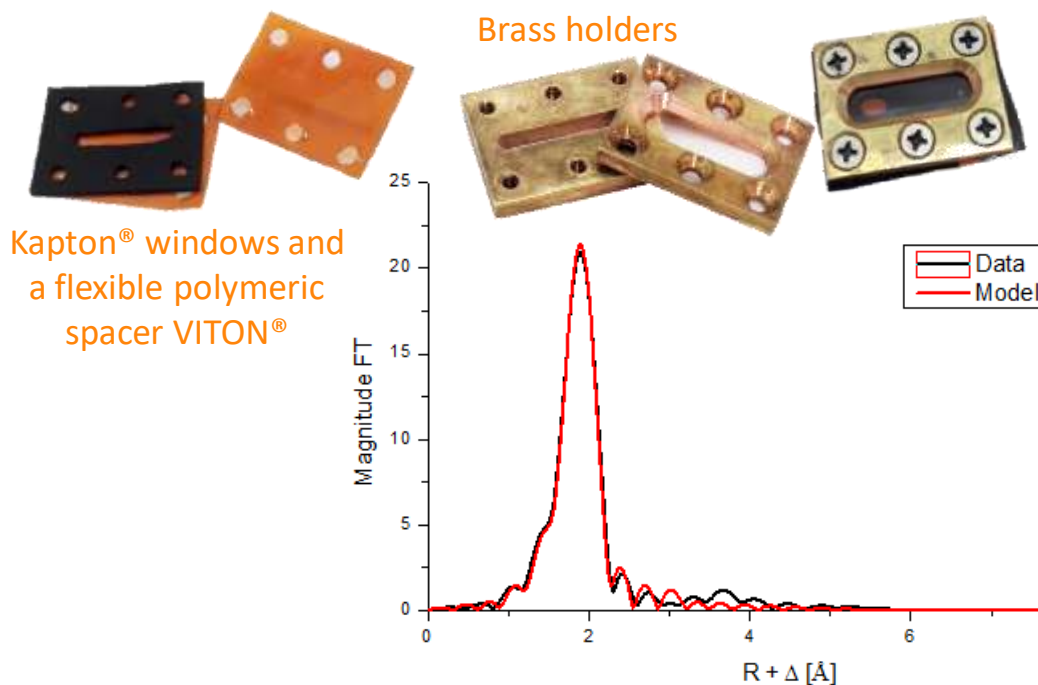 Brass holders
Kapton® windows and
a flexible polymeric
spacer VITON®
25
20
15
10
5
0
Magnitude FT
Data
Model
0 2 4 6
R + Δ [Å]